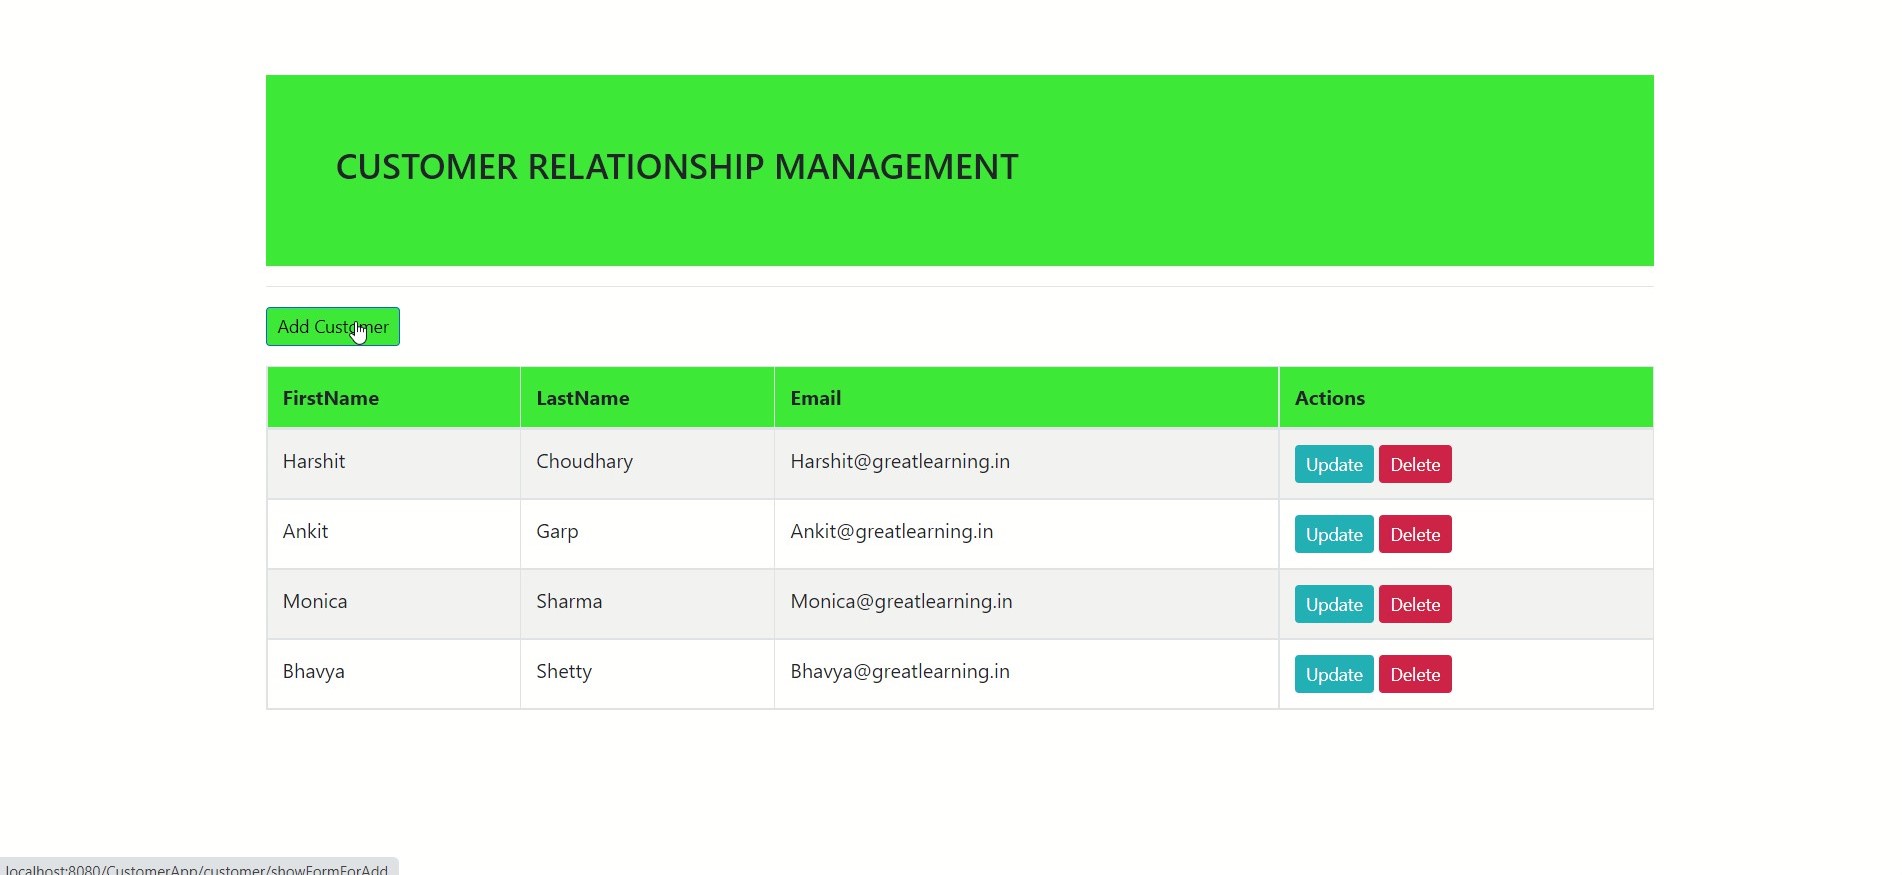 CUSTOMER RELATIONSHIP MANAGEMENT
Add Customer
FirstName LastName Email Actions
Harshit Choudhary Harshit@greatlearning.in Update Delete
Ankit Garp Ankit@greatlearning.in Update Delete
Monica Sharma Monica@greatlearning.in Update Delete
Bhavya Shetty Bhavya@greatlearning.in Update Delete
localhost:8080/CustomerApp/customer/showFormForAdd